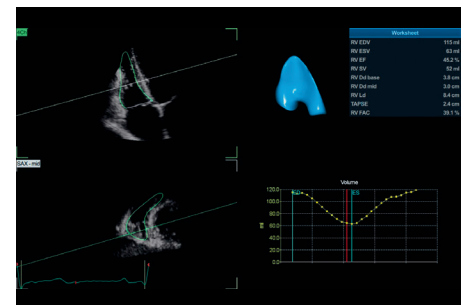 Worksheet
RV EDV 115 ml
RV ESV 63 ml
RV EF 45.2 %
RV SV 52 ml
RV Dd base 3.8 cm
RV Dd mid 3.0 cm
RV Ld 8.4 cm
TAPSE 2.4 cm
RV FAC 39.1 %
SAX - mid
Volume
120.0
100.0
80.0
60.0
40.0
20.0
0.0
ml
ED
ES